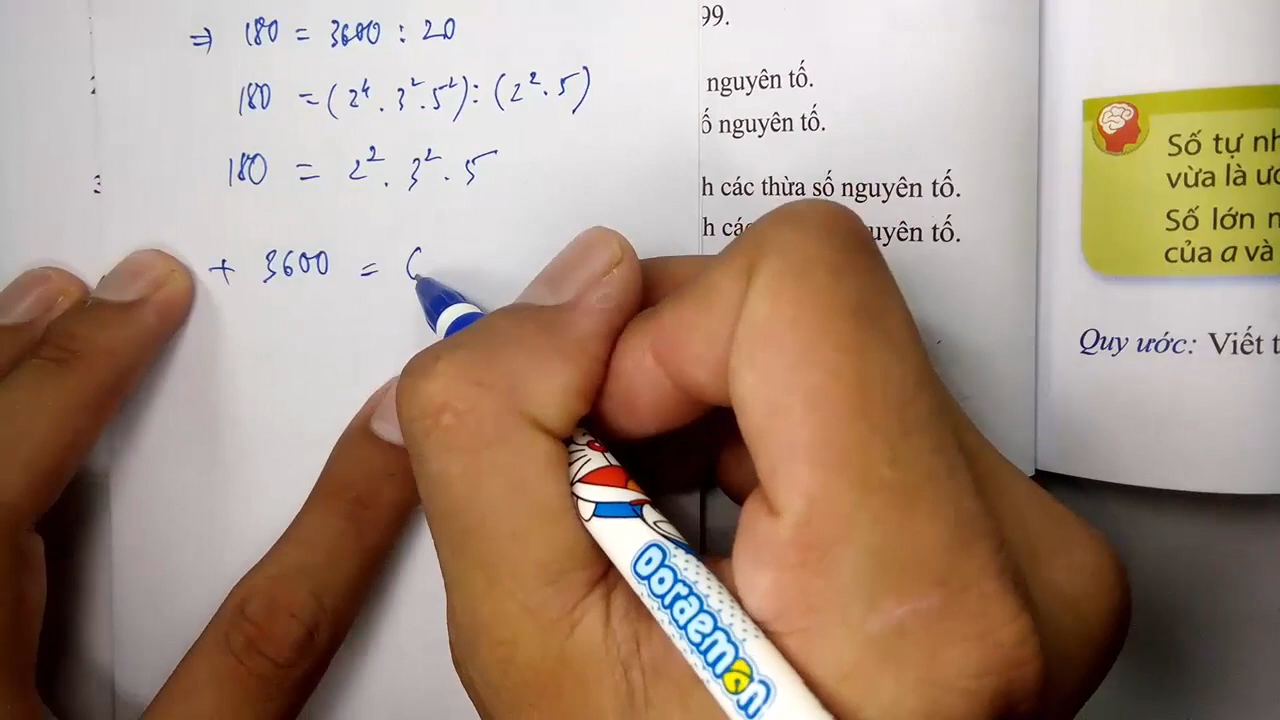 ⇒ 180 = 3600 : 20
180 = (2⁴ . 3² . 5²) : (2² . 5)
180 = 2² . 3² . 5
+ 3600 = (
99.
nguyên tố.
ố nguyên tố.
h các thừa số nguyên tố.
h các uyên tố.
Số tự nh
vừa là ướ
Số lớn n
của a và
Quy ước: Viết t
Doraemon